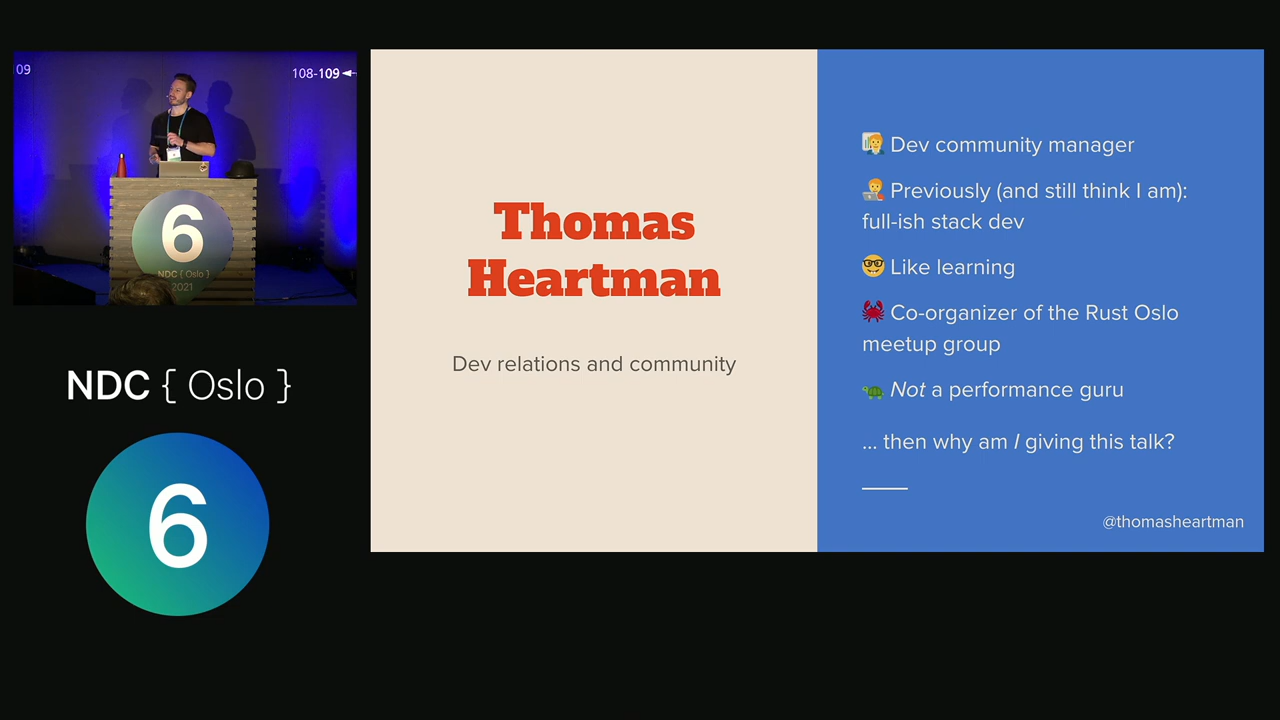 09
108-109
6
NDC { Oslo }
2021
NDC { Oslo }
6
Thomas
Heartman
Dev relations and community
Dev community manager
Previously (and still think I am):
full-ish stack dev
Like learning
Co-organizer of the Rust Oslo
meetup group
Not a performance guru
... then why am I giving this talk?
@thomasheartman